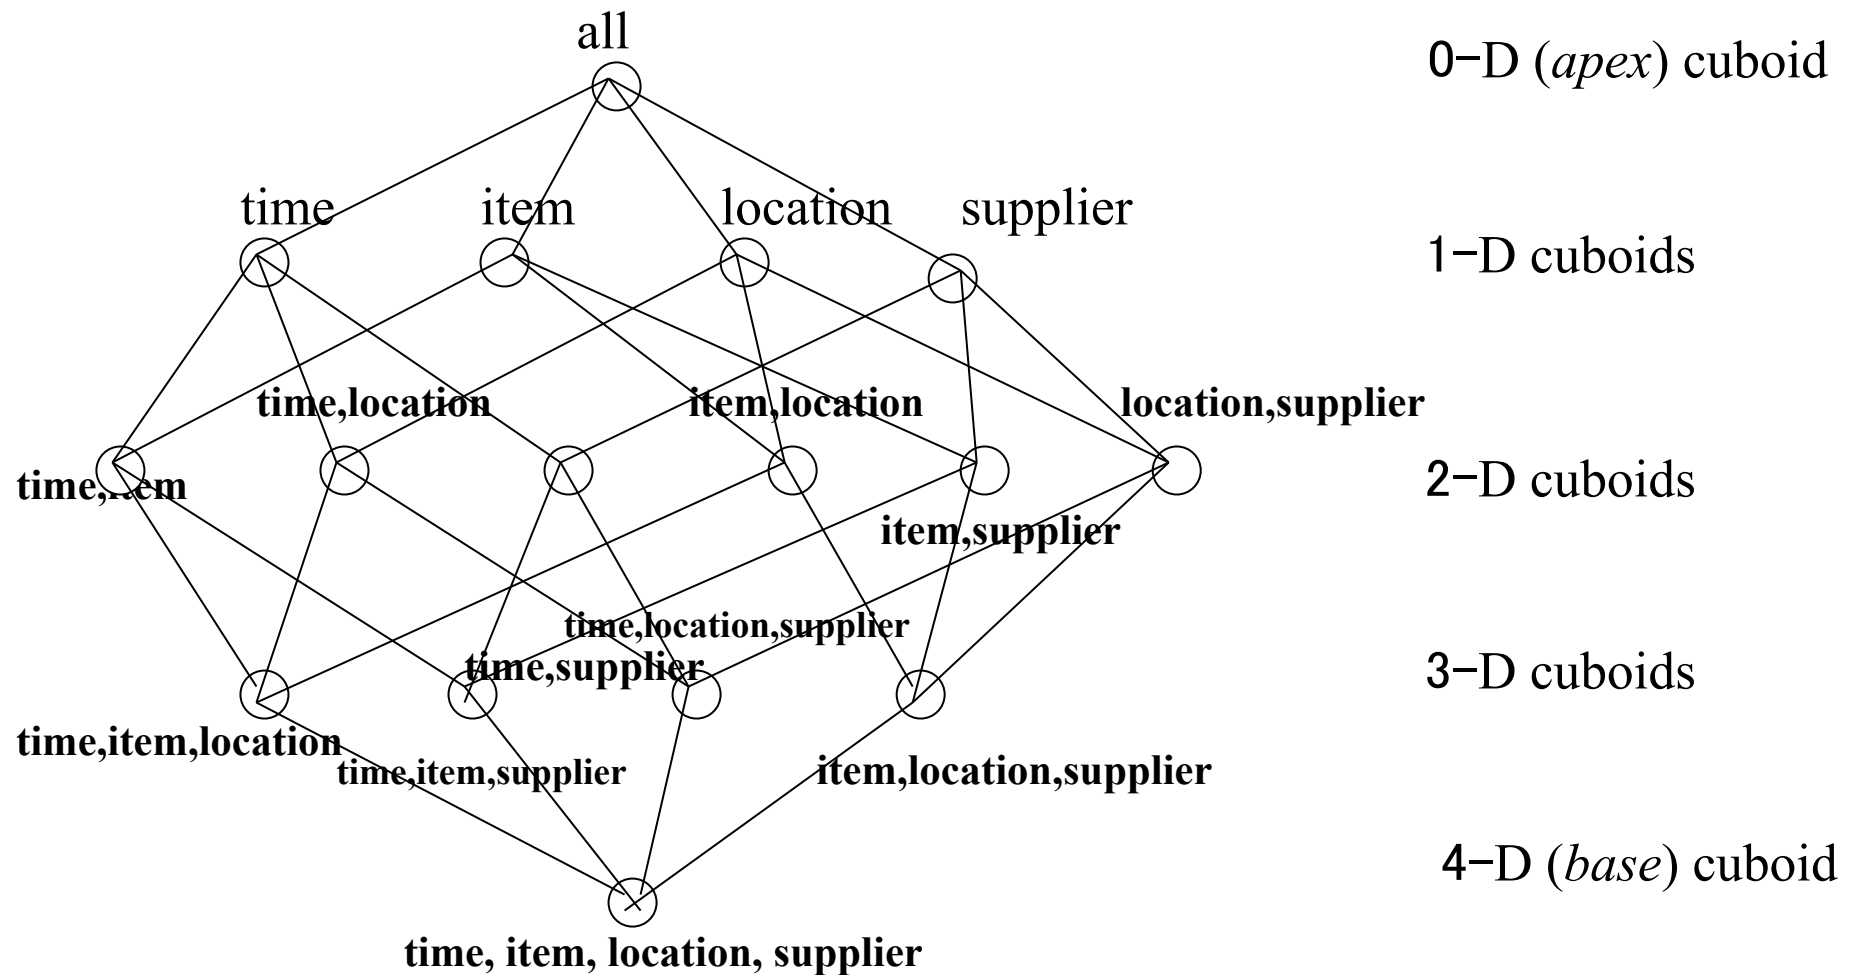 all
0-D (apex) cuboid
time
item
location
supplier
1-D cuboids
time,location
item,location
location,supplier
time,item
2-D cuboids
item,supplier
time,location,supplier
time,supplier
3-D cuboids
time,item,location
time,item,supplier
item,location,supplier
4-D (base) cuboid
time, item, location, supplier